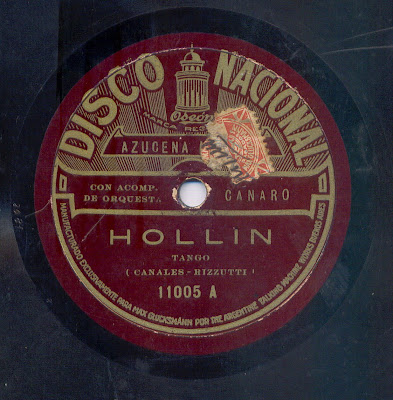 DISCO NACIONAL
Odeon
AZUCENA
CON ACOMP.
DE ORQUESTA
CANARO
HOLLIN
TANGO
(CANALES - RIZZUTTI)
11005 A
MANUFACTURADO EXCLUSIVAMENTE PARA MAX GLUCKSMANN POR THE ARGENTINE TALKING MACHINE WORKS BUENOS AIRES